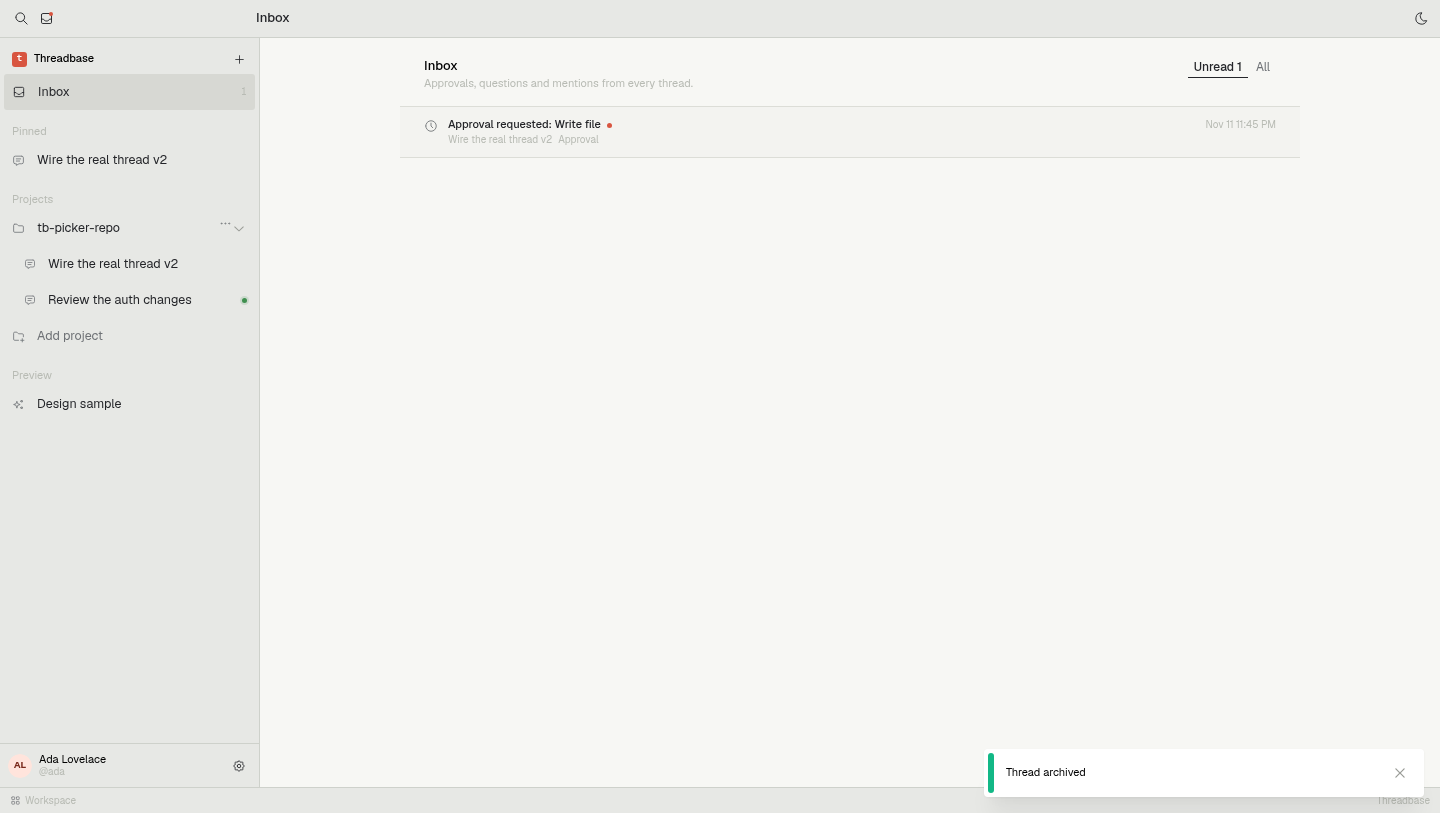 Inbox
t Threadbase
Inbox 1
Pinned
Wire the real thread v2
Projects
tb-picker-repo
Wire the real thread v2
Review the auth changes
Add project
Preview
Design sample
Inbox
Approvals, questions and mentions from every thread.
Unread 1 All
Approval requested: Write file
Nov 11 11:45 PM
Wire the real thread v2 Approval
AL Ada Lovelace
@ada
Thread archived
Workspace
Threadbase